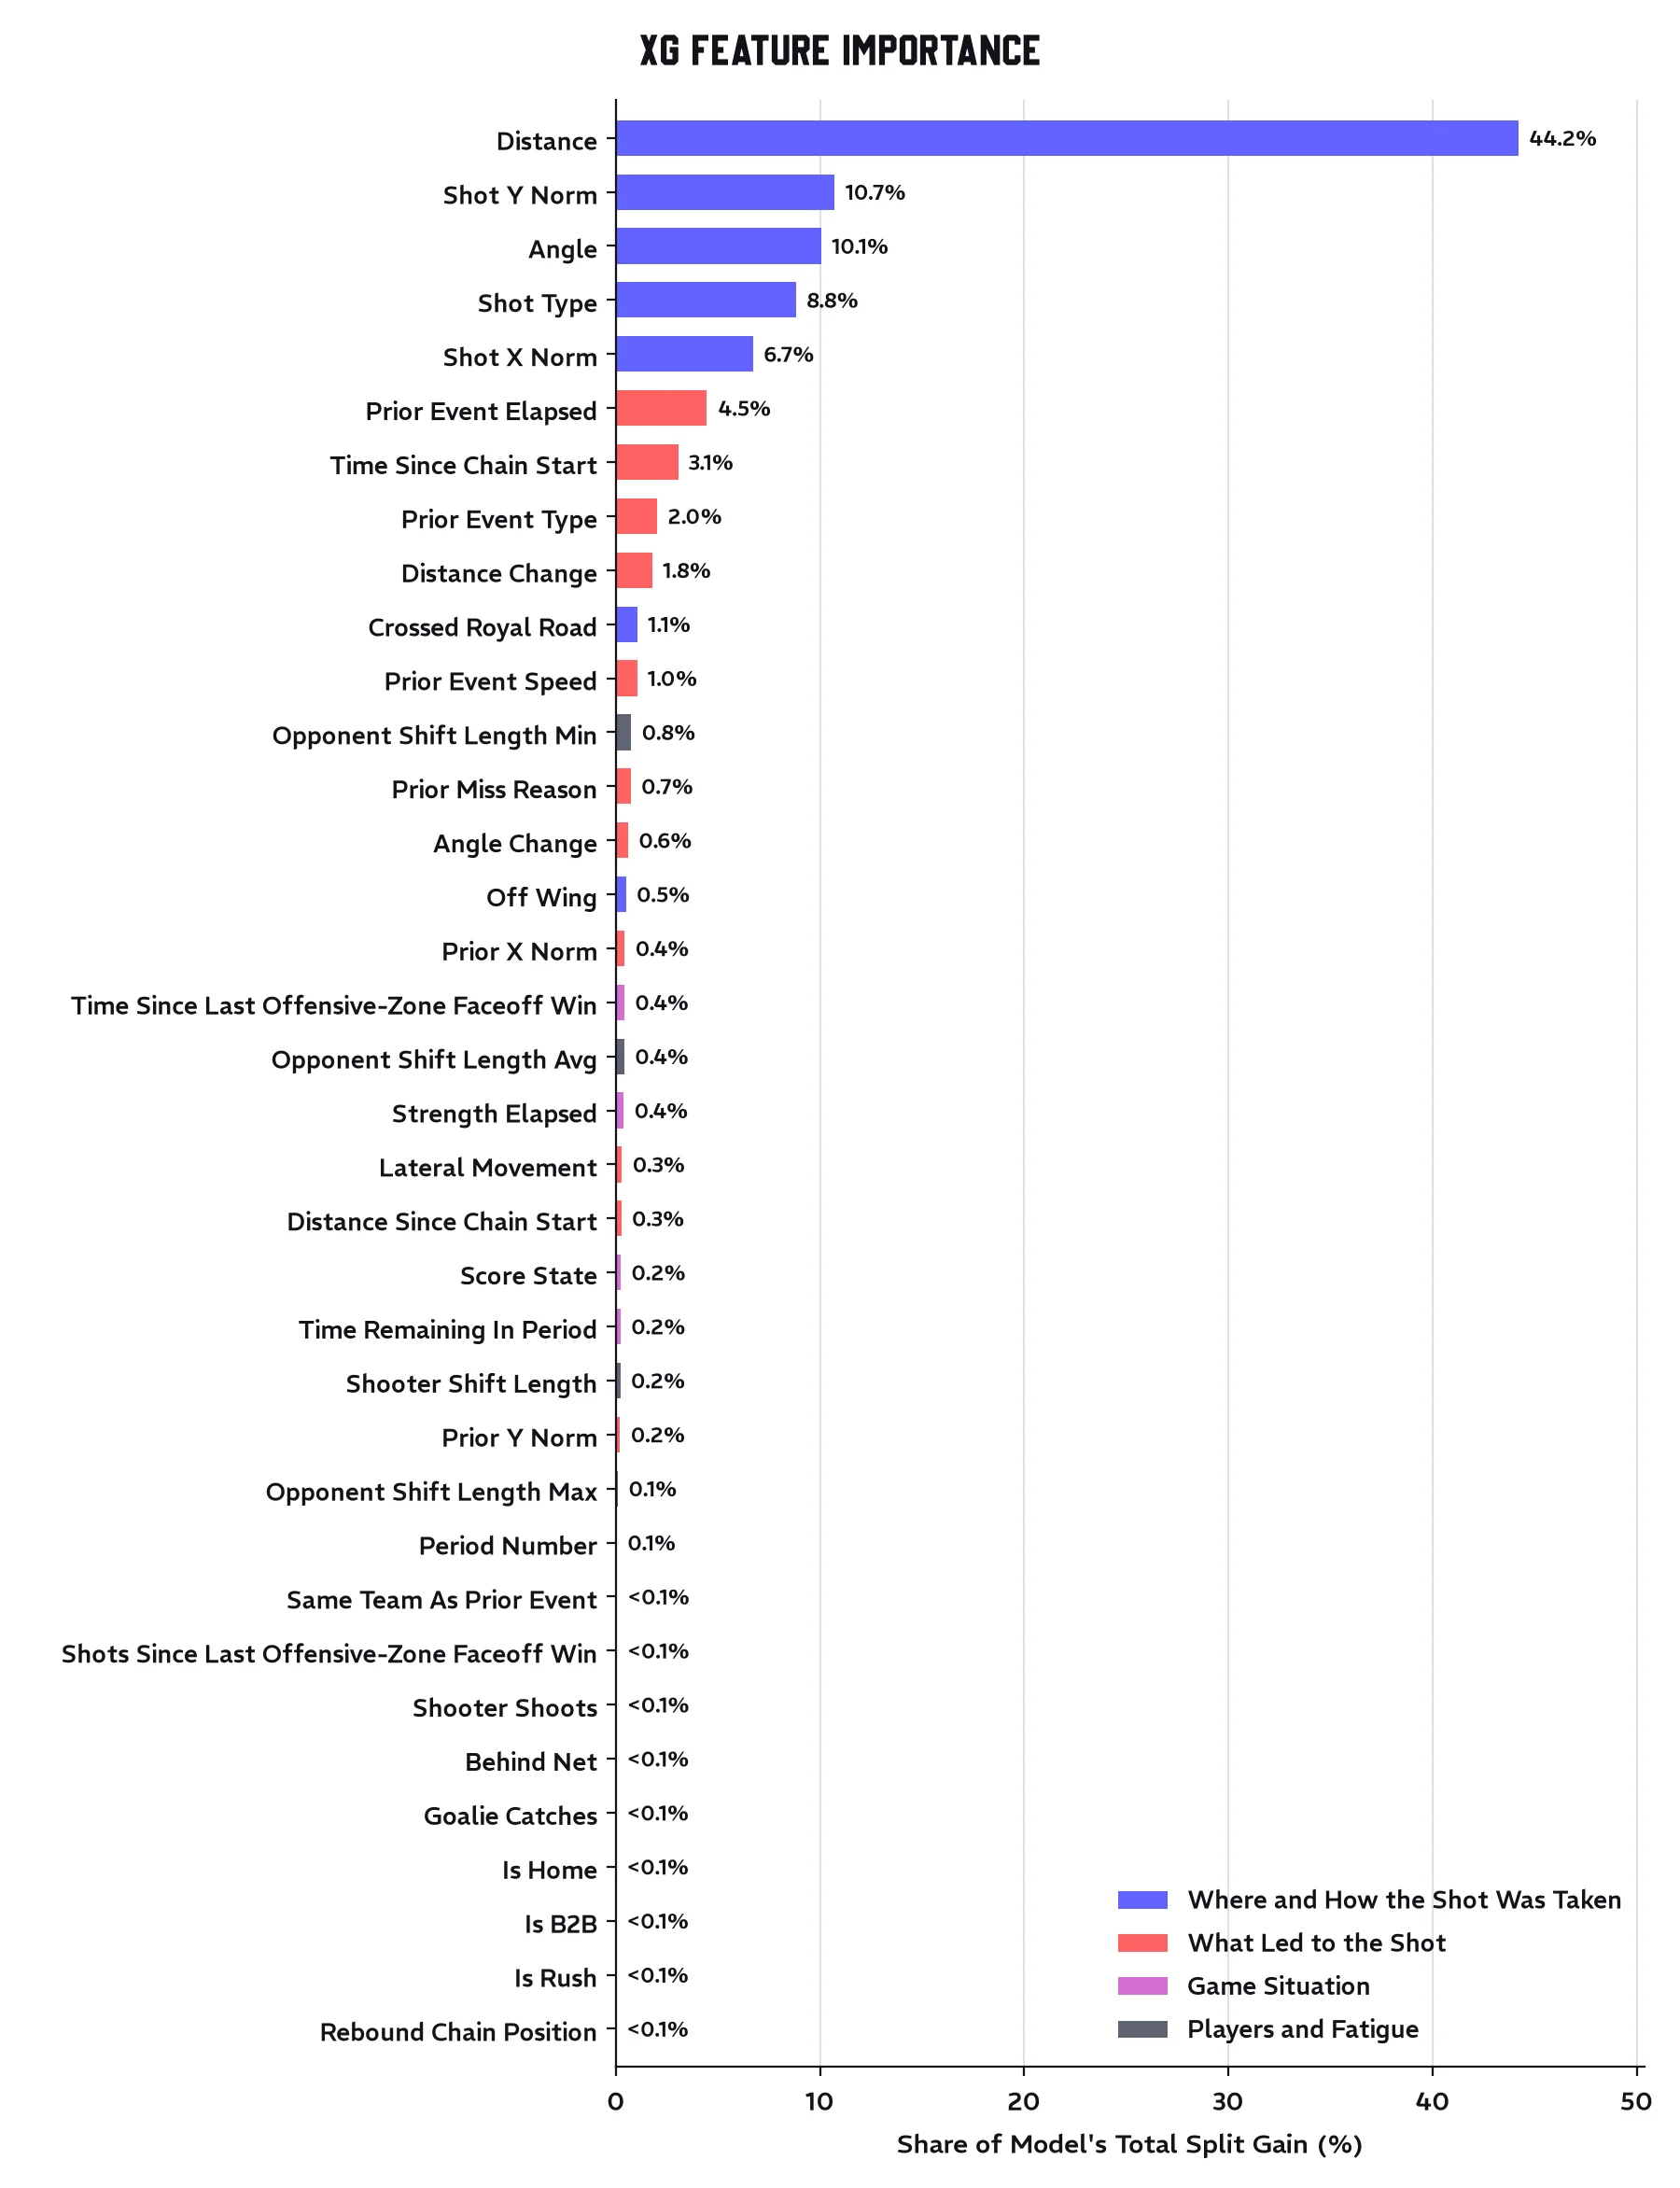 XG FEATURE IMPORTANCE
Distance 44.2%
Shot Y Norm 10.7%
Angle 10.1%
Shot Type 8.8%
Shot X Norm 6.7%
Prior Event Elapsed 4.5%
Time Since Chain Start 3.1%
Prior Event Type 2.0%
Distance Change 1.8%
Crossed Royal Road 1.1%
Prior Event Speed 1.0%
Opponent Shift Length Min 0.8%
Prior Miss Reason 0.7%
Angle Change 0.6%
Off Wing 0.5%
Prior X Norm 0.4%
Time Since Last Offensive-Zone Faceoff Win 0.4%
Opponent Shift Length Avg 0.4%
Strength Elapsed 0.4%
Lateral Movement 0.3%
Distance Since Chain Start 0.3%
Score State 0.2%
Time Remaining In Period 0.2%
Shooter Shift Length 0.2%
Prior Y Norm 0.2%
Opponent Shift Length Max 0.1%
Period Number 0.1%
Same Team As Prior Event <0.1%
Shots Since Last Offensive-Zone Faceoff Win <0.1%
Shooter Shoots <0.1%
Behind Net <0.1%
Goalie Catches <0.1%
Is Home <0.1%
Is B2B <0.1%
Is Rush <0.1%
Rebound Chain Position <0.1%
Where and How the Shot Was Taken
What Led to the Shot
Game Situation
Players and Fatigue
0 10 20 30 40 50
Share of Model's Total Split Gain (%)